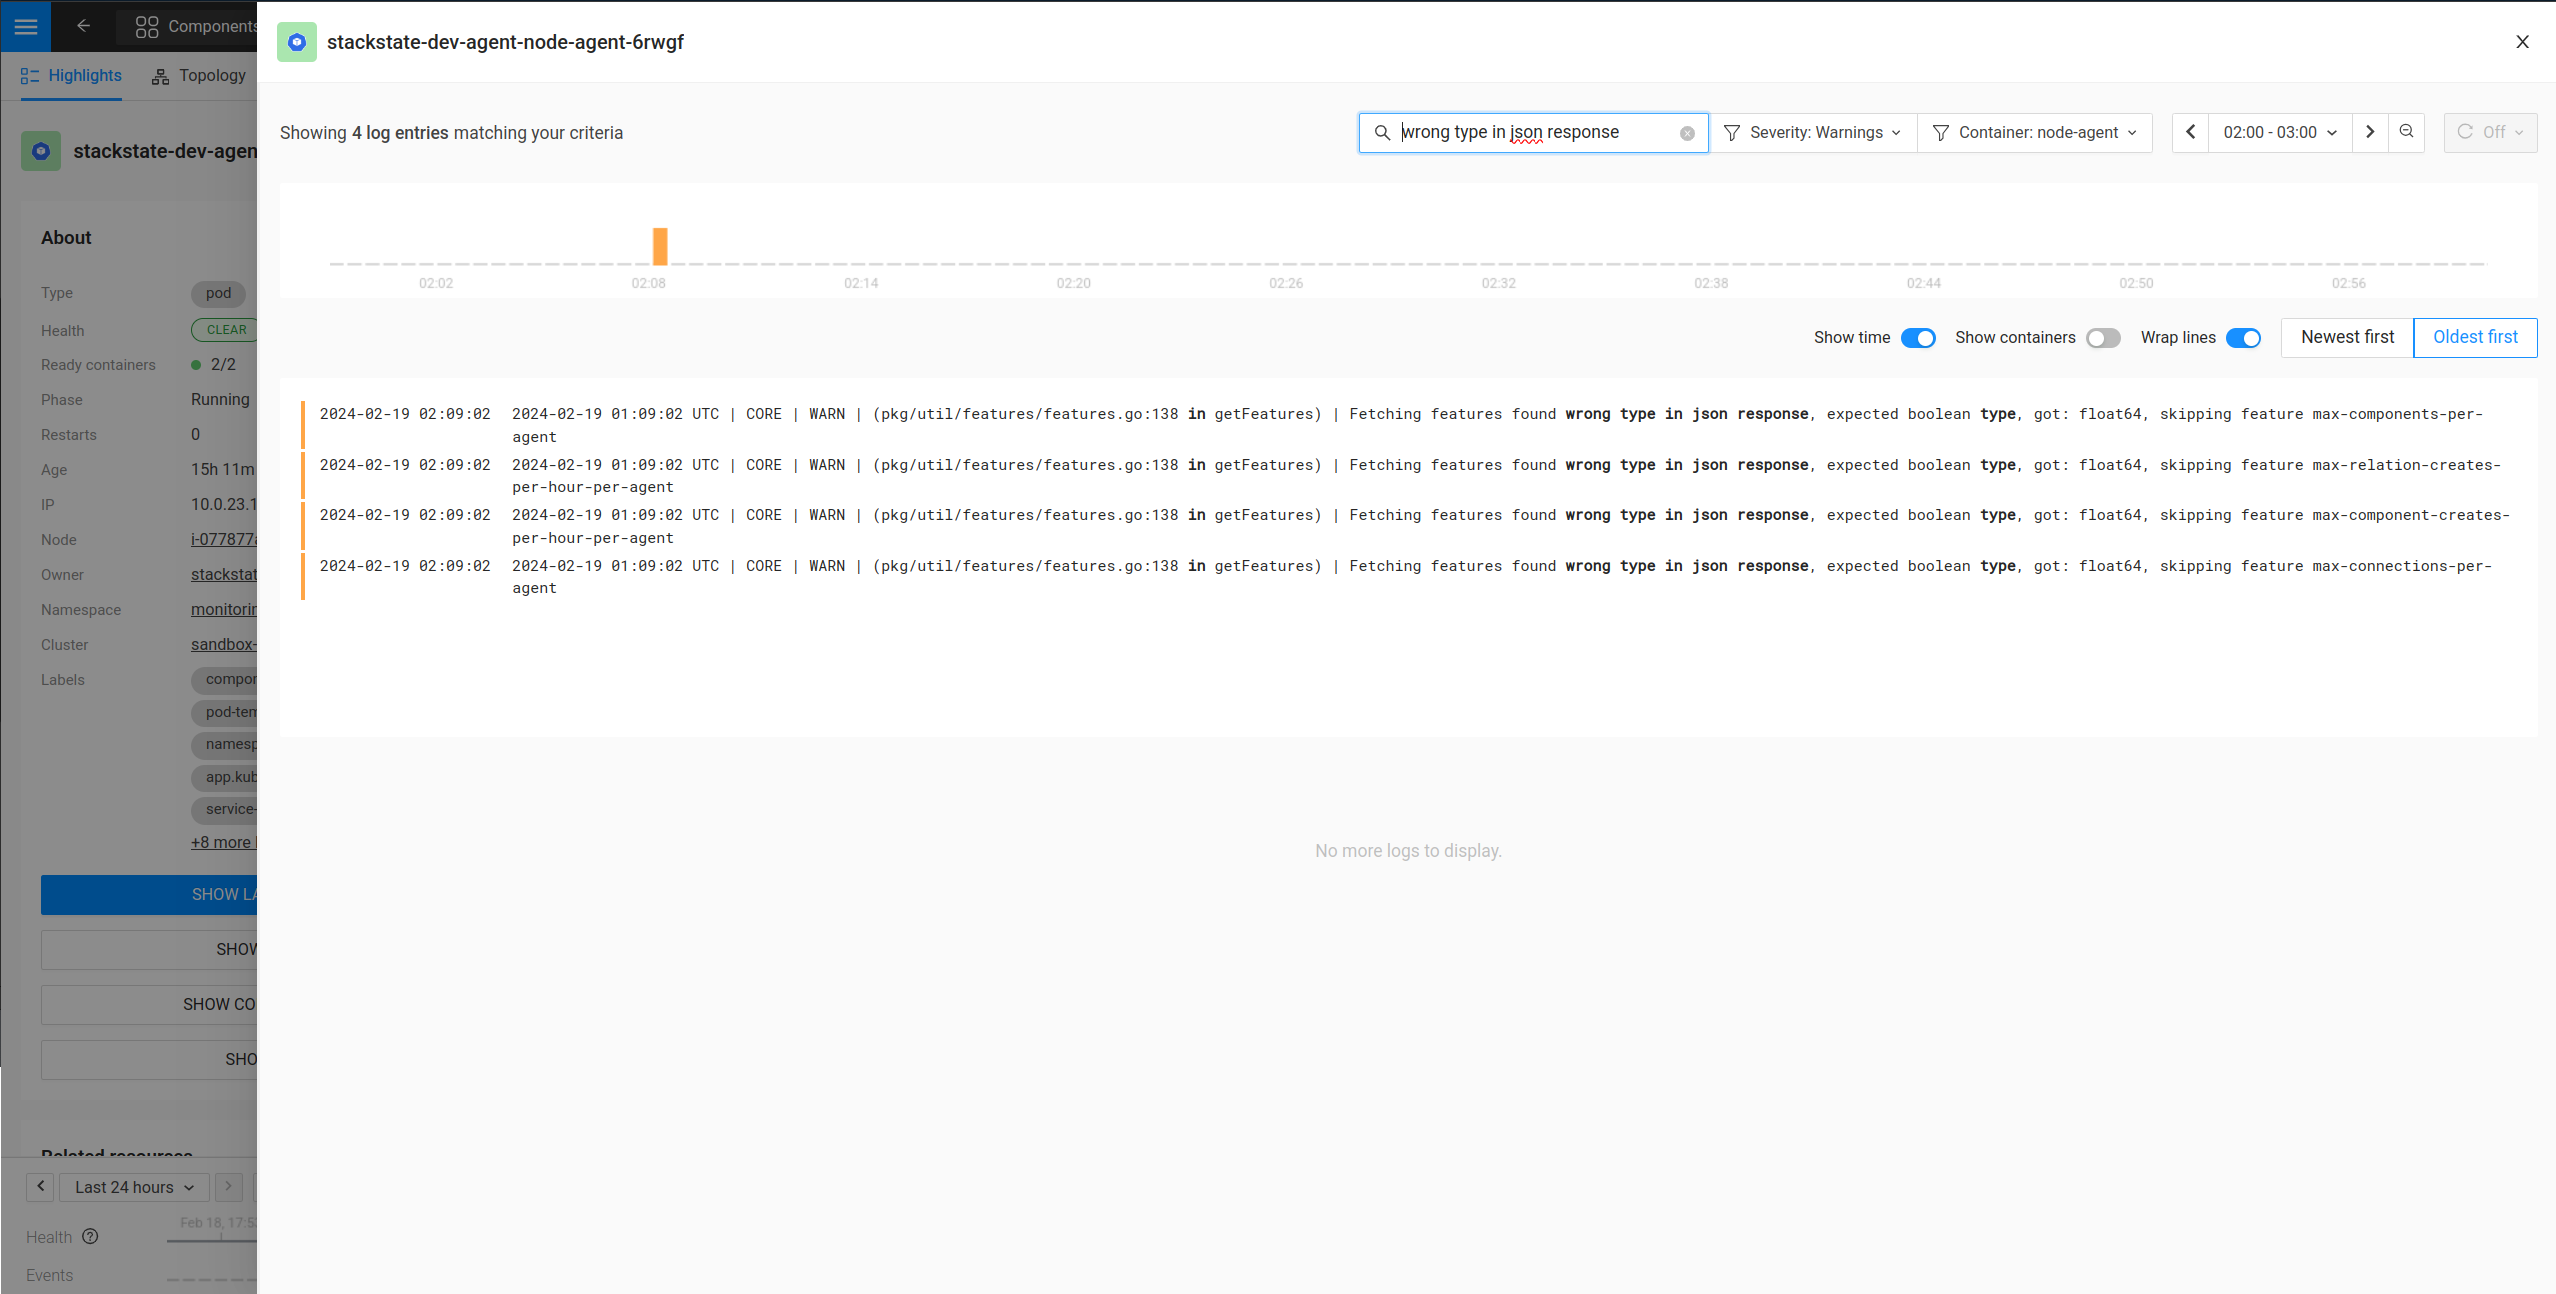 Components
stackstate-dev-agent-node-agent-6rwgf
Highlights
Topology
Showing 4 log entries matching your criteria
wrong type in json response
Severity: Warnings
Container: node-agent
02:00 - 03:00
Off
stackstate-dev-agen
About
Type pod
Health CLEAR
Ready containers 2/2
Phase Running
Restarts 0
Age 15h 11m
IP 10.0.23.1
Node i-077877
Owner stackstat
Namespace monitorin
Cluster sandbox-
Labels compor
pod-tem
namesp
app.kub
service-
+8 more
SHOW LA
SHOW
SHOW CO
SHO
Related resources
Last 24 hours
Feb 18, 17:5
Health ?
Events
02:02 02:08 02:14 02:20 02:26 02:32 02:38 02:44 02:50 02:56
Show time Show containers Wrap lines Newest first Oldest first
2024-02-19 02:09:02 2024-02-19 01:09:02 UTC | CORE | WARN | (pkg/util/features/features.go:138 in getFeatures) | Fetching features found wrong type in json response, expected boolean type, got: float64, skipping feature max-components-per-
agent
2024-02-19 02:09:02 2024-02-19 01:09:02 UTC | CORE | WARN | (pkg/util/features/features.go:138 in getFeatures) | Fetching features found wrong type in json response, expected boolean type, got: float64, skipping feature max-relation-creates-
per-hour-per-agent
2024-02-19 02:09:02 2024-02-19 01:09:02 UTC | CORE | WARN | (pkg/util/features/features.go:138 in getFeatures) | Fetching features found wrong type in json response, expected boolean type, got: float64, skipping feature max-component-creates-
per-hour-per-agent
2024-02-19 02:09:02 2024-02-19 01:09:02 UTC | CORE | WARN | (pkg/util/features/features.go:138 in getFeatures) | Fetching features found wrong type in json response, expected boolean type, got: float64, skipping feature max-connections-per-
agent
No more logs to display.